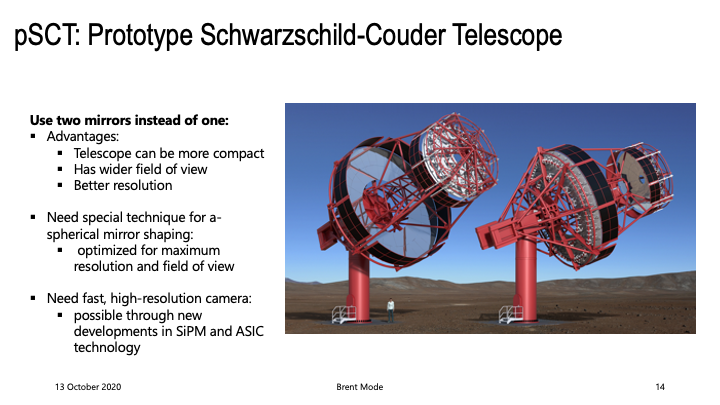 pSCT: Prototype Schwarzschild-Couder Telescope
Use two mirrors instead of one:
▪ Advantages:
▪ Telescope can be more compact
▪ Has wider field of view
▪ Better resolution
▪ Need special technique for a-
spherical mirror shaping:
▪ optimized for maximum
resolution and field of view
▪ Need fast, high-resolution camera:
▪ possible through new
developments in SiPM and ASIC
technology
13 October 2020
Brent Mode
14